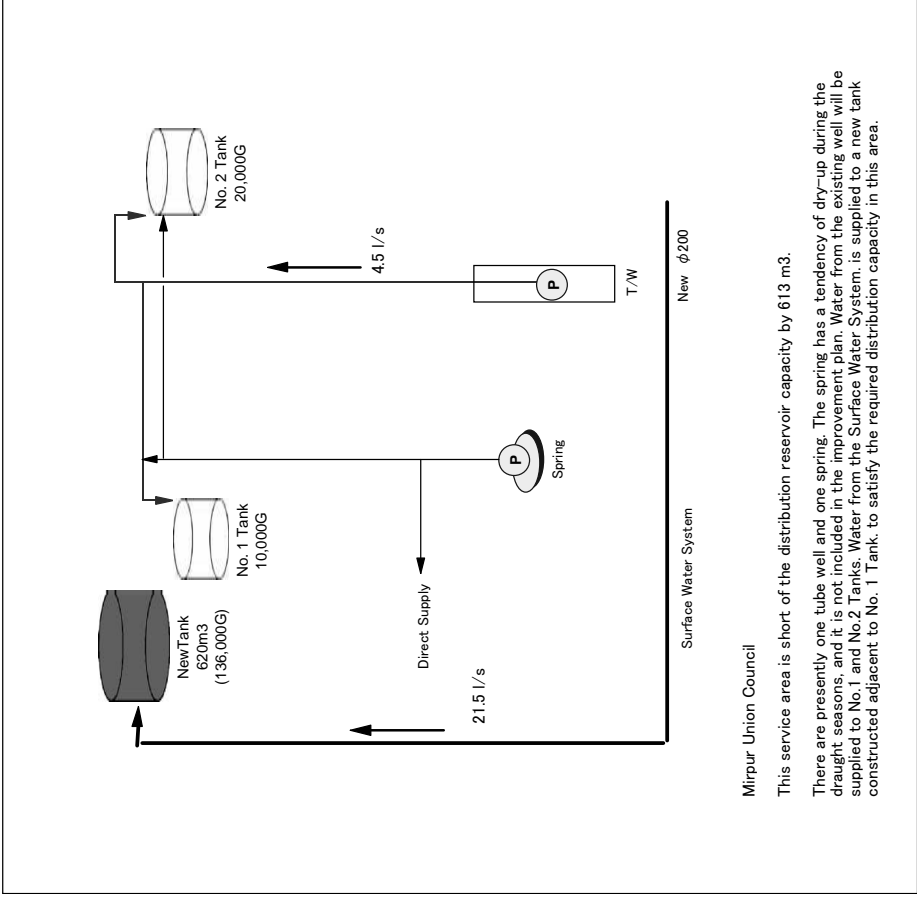 NewTank
620m3
(136,000G)
No. 1 Tank
10,000G
No. 2 Tank
20,000G
Direct Supply
21.5 l/s
4.5 l/s
P
Spring
P
T/W
Surface Water System
New φ200
Mirpur Union Council
This service area is short of the distribution reservoir capacity by 613 m3.
There are presently one tube well and one spring. The spring has a tendency of dry-up during the
draught seasons, and it is not included in the improvement plan. Water from the existing well will be
supplied to No.1 and No.2 Tanks. Water from the Surface Water System. is supplied to a new tank
constructed adjacent to No. 1 Tank. to satisfy the required distribution capacity in this area.